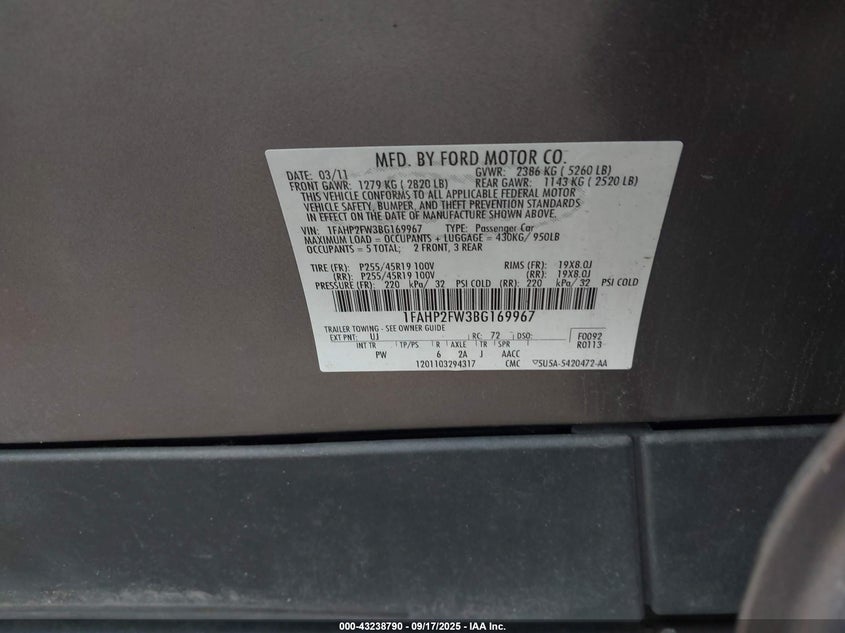 MFD. BY FORD MOTOR CO.
DATE: 03/11 GVWR: 2386 KG ( 5260 LB)
FRONT GAWR: 1279 KG ( 2820 LB) REAR GAWR: 1143 KG ( 2520 LB)
THIS VEHICLE CONFORMS TO ALL APPLICABLE FEDERAL MOTOR
VEHICLE SAFETY, BUMPER, AND THEFT PREVENTION STANDARDS
IN EFFECT ON THE DATE OF MANUFACTURE SHOWN ABOVE.
VIN: 1FAHP2FW3BG169967 TYPE: Passenger Car
MAXIMUM LOAD = OCCUPANTS + LUGGAGE = 430KG/ 950LB
OCCUPANTS = 5 TOTAL; 2 FRONT, 3 REAR
TIRE (FR): P255/45R19 100V RIMS (FR): 19X8.0J
(RR): P255/45R19 100V (RR): 19X8.0J
PRESSURE (FR): 220 kPa/ 32 PSI COLD (RR): 220 kPa/ 32 PSI COLD
1FAHP2FW3BG169967
TRAILER TOWING - SEE OWNER GUIDE
EXT PNT: UJ RC: 72 DSO: F0092
INT TR TP/PS R AXLE TR SPR R0113
PW 6 2A J AACC
1201103294317 CMC 5U5A-5420472-AA
000-43238790 - 09/17/2025 - IAA Inc.